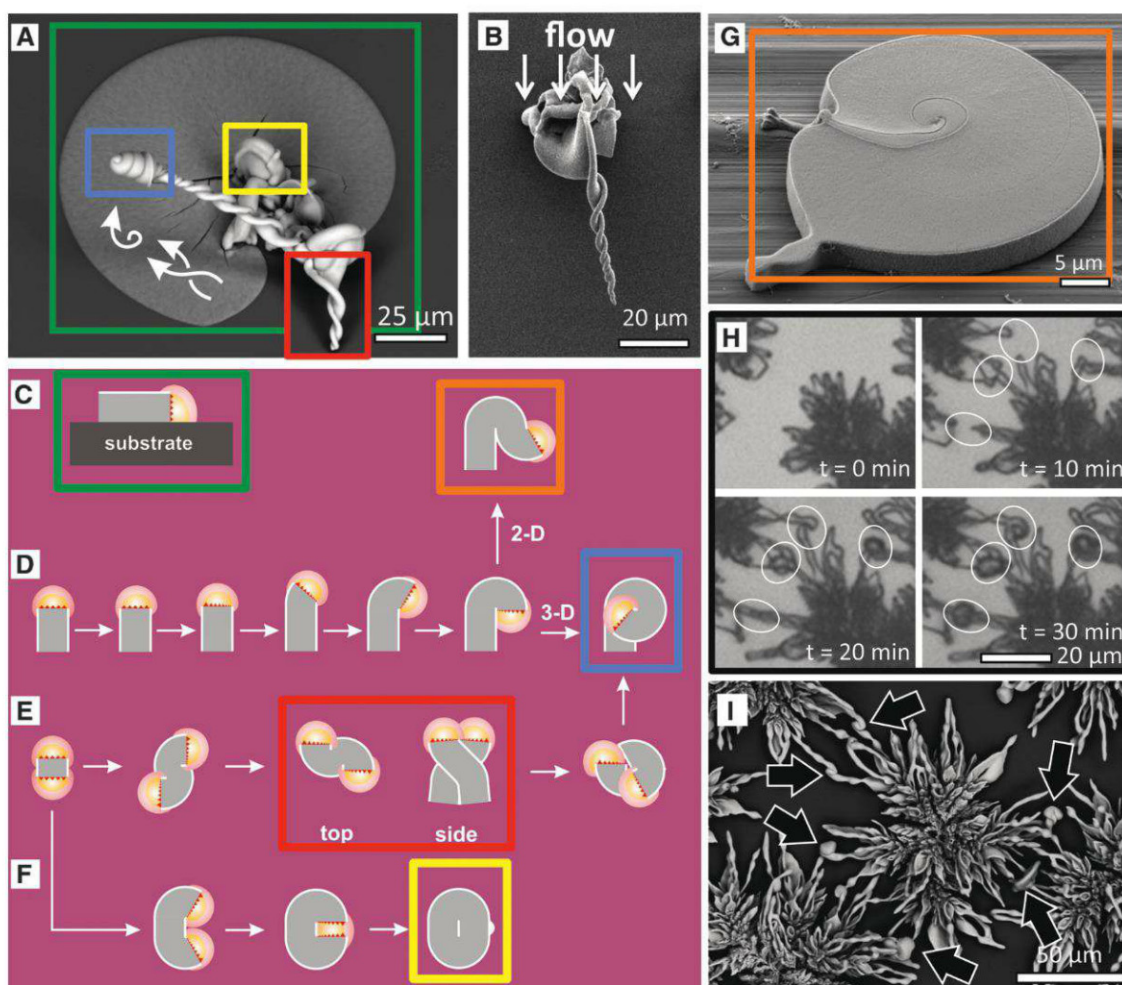 A
25 µm
B
flow
20 µm
G
5 µm
H
t = 0 min
t = 10 min
t = 20 min
t = 30 min
20 µm
C
substrate
2-D
D
3-D
E
top
side
F
I
50 µm